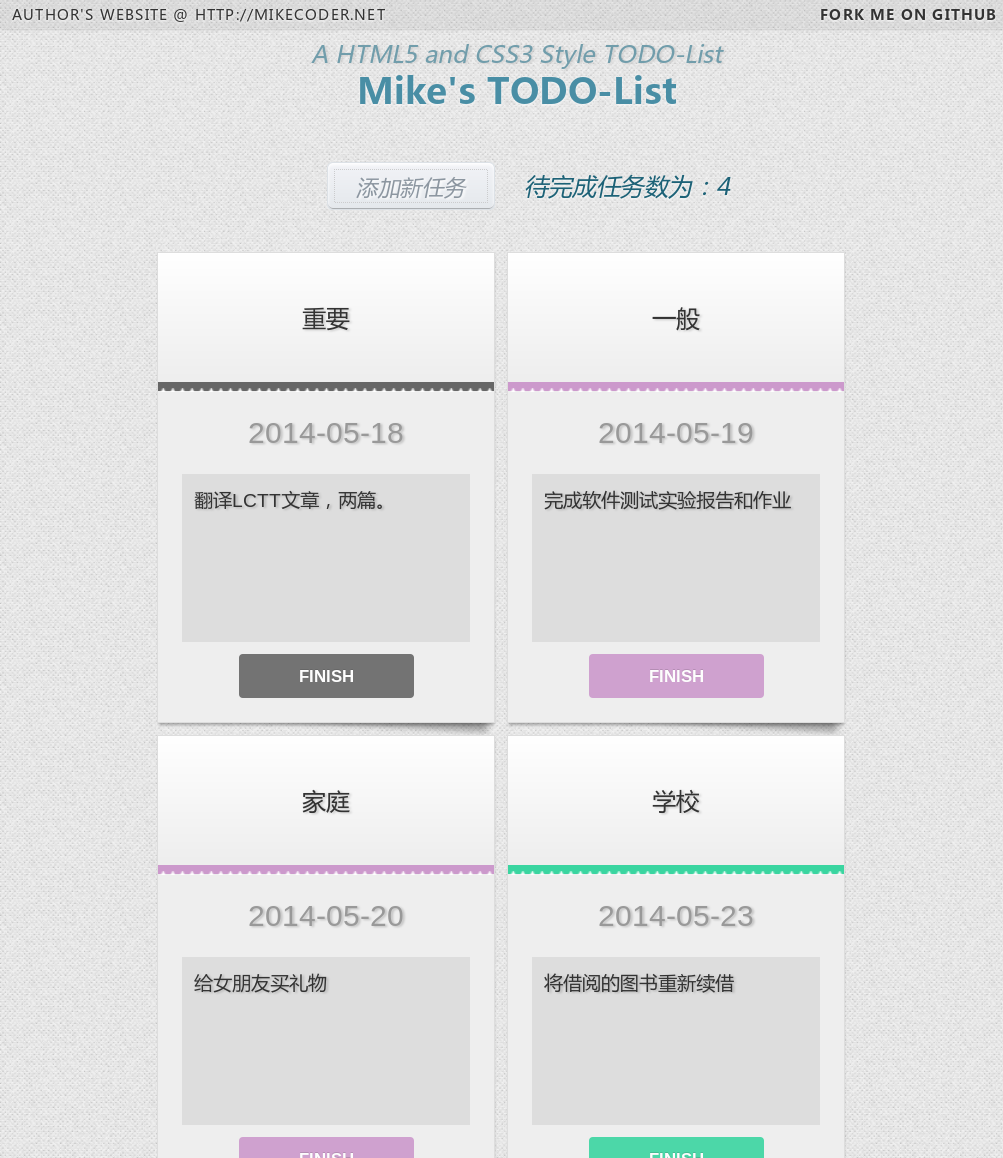 AUTHOR'S WEBSITE @ HTTP://MIKECODER.NET
FORK ME ON GITHUB
A HTML5 and CSS3 Style TODO-List
Mike's TODO-List
添加新任务
待完成任务数为：4
重要
2014-05-18
翻译LCTT文章，两篇。
FINISH
一般
2014-05-19
完成软件测试实验报告和作业
FINISH
家庭
2014-05-20
给女朋友买礼物
FINISH
学校
2014-05-23
将借阅的图书重新续借
FINISH